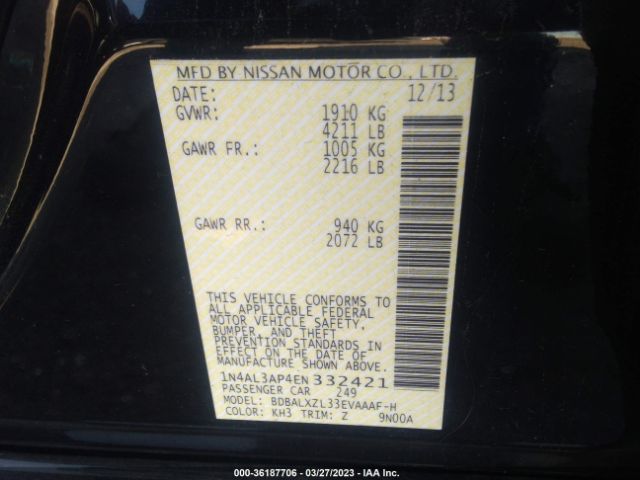 MFD BY NISSAN MOTOR CO., LTD.
DATE: 12/13
GVWR: 1910 KG
4211 LB
GAWR FR.: 1005 KG
2216 LB
GAWR RR.: 940 KG
2072 LB
THIS VEHICLE CONFORMS TO
ALL APPLICABLE FEDERAL
MOTOR VEHICLE SAFETY,
BUMPER, AND THEFT
PREVENTION STANDARDS IN
EFFECT ON THE DATE OF
MANUFACTURE SHOWN ABOVE.
1N4AL3AP4EN 332421
PASSENGER CAR 249
MODEL: BDBALXZL33EVAAAF-H
COLOR: KH3 TRIM: Z 9N00A
000-36187706 — 03/27/2023 — IAA Inc.